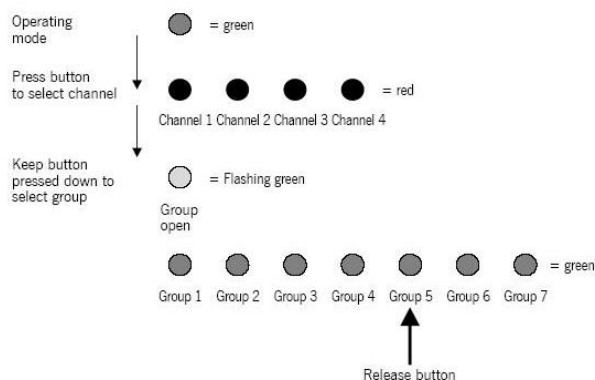 Operating
mode
= green
Press button
to select channel
= red
Channel 1 Channel 2 Channel 3 Channel 4
Keep button
pressed down to
select group
= Flashing green
Group
open
= green
Group 1 Group 2 Group 3 Group 4 Group 5 Group 6 Group 7
Release button